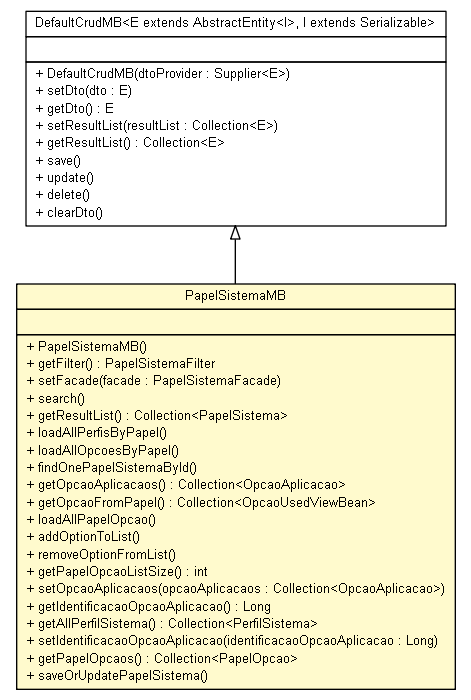 DefaultCrudMB<E extends AbstractEntity<I>, I extends Serializable>
+ DefaultCrudMB(dtoProvider : Supplier<E>)
+ setDto(dto : E)
+ getDto() : E
+ setResultList(resultList : Collection<E>)
+ getResultList() : Collection<E>
+ save()
+ update()
+ delete()
+ clearDto()
PapelSistemaMB
+ PapelSistemaMB()
+ getFilter() : PapelSistemaFilter
+ setFacade(facade : PapelSistemaFacade)
+ search()
+ getResultList() : Collection<PapelSistema>
+ loadAllPerfisByPapel()
+ loadAllOpcoesByPapel()
+ findOnePapelSistemaById()
+ getOpcaoAplicacaos() : Collection<OpcaoAplicacao>
+ getOpcaoFromPapel() : Collection<OpcaoUsedViewBean>
+ loadAllPapelOpcao()
+ addOptionToList()
+ removeOptionFromList()
+ getPapelOpcaoListSize() : int
+ setOpcaoAplicacaos(opcaoAplicacaos : Collection<OpcaoAplicacao>)
+ getIdentificacaoOpcaoAplicacao() : Long
+ getAllPerfilSistema() : Collection<PerfilSistema>
+ setIdentificacaoOpcaoAplicacao(identificacaoOpcaoAplicacao : Long)
+ getPapelOpcaos() : Collection<PapelOpcao>
+ saveOrUpdatePapelSistema()